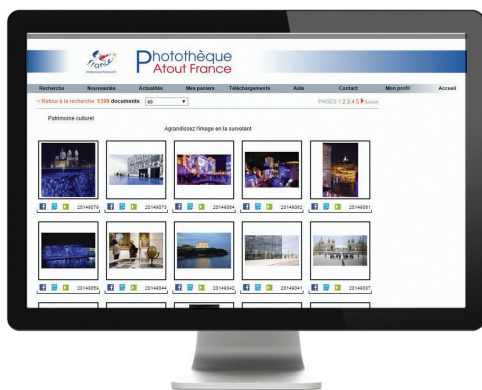 France
Photothèque
Atout France
Recherche Nouveautés Actualités Mes paniers Téléchargements Aide Contact Mon profil Accueil
< Retour à la recherche 1398 documents 60 PAGES 1 2 3 4 5 Suivant
Patrimoine culturel
Agrandissez l'image en la survolant
20149079 20149073 20149064 20149062 20149061
20149059 20149044 20149042 20149041 20149037